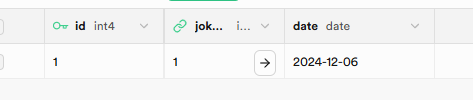 id int4 jok... i... date date
1 1 2024-12-06